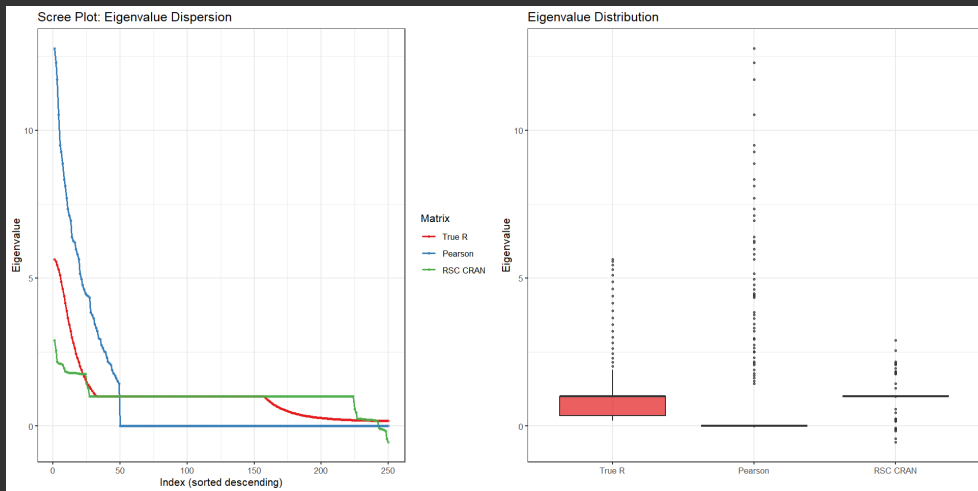 Scree Plot: Eigenvalue Dispersion
Eigenvalue
10
5
0
0
50
100
150
200
250
Index (sorted descending)
Matrix
True R
Pearson
RSC CRAN
Eigenvalue Distribution
Eigenvalue
10
5
0
True R
Pearson
RSC CRAN